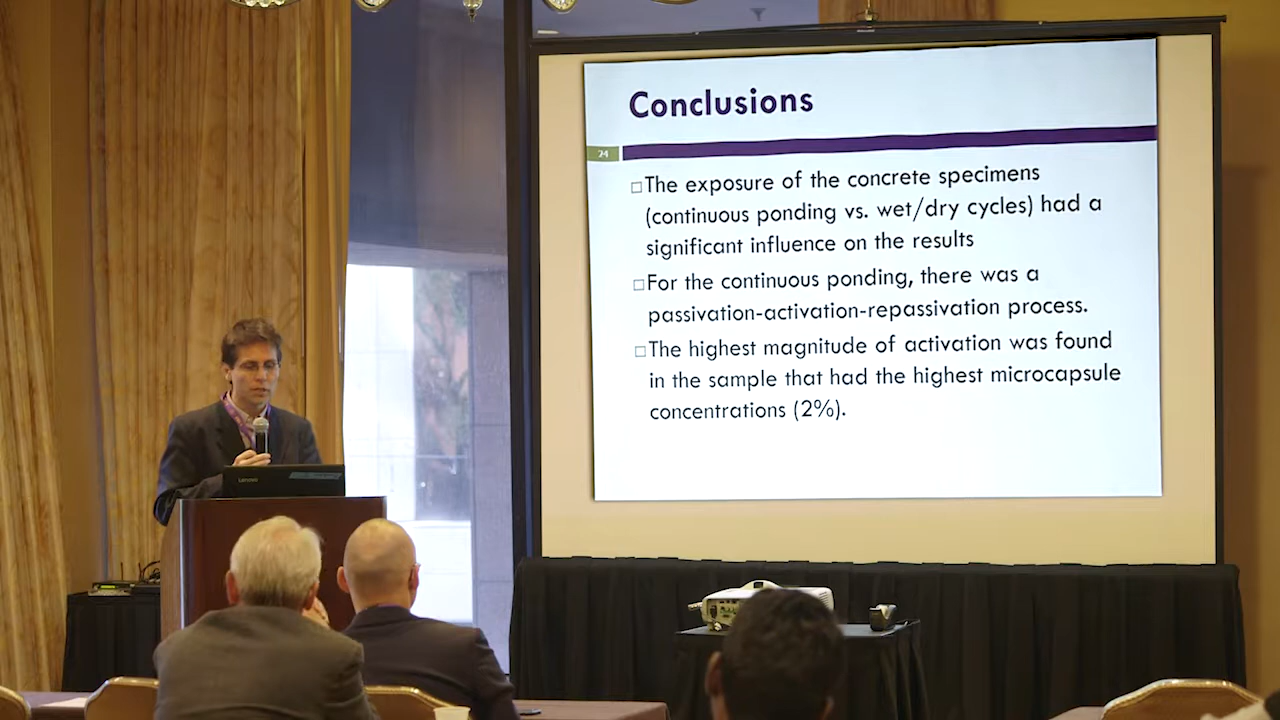 Conclusions
24
□The exposure of the concrete specimens
(continuous ponding vs. wet/dry cycles) had a
significant influence on the results
□For the continuous ponding, there was a
passivation-activation-repassivation process.
□The highest magnitude of activation was found
in the sample that had the highest microcapsule
concentrations (2%).
Lenovo